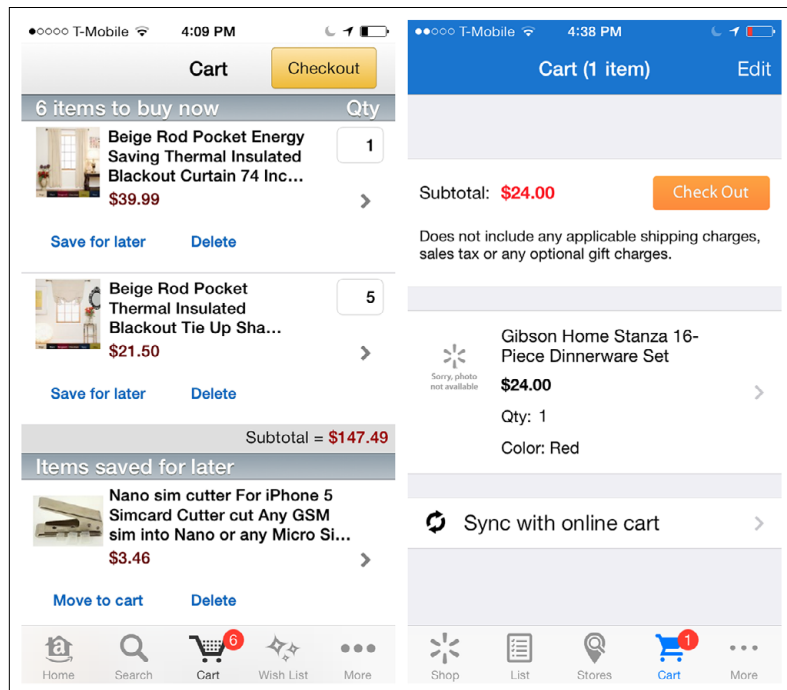 T-Mobile 4:09 PM
Cart Checkout
6 items to buy now Qty
Beige Rod Pocket Energy
Saving Thermal Insulated
Blackout Curtain 74 Inc...
$39.99
1
Save for later Delete
Beige Rod Pocket
Thermal Insulated
Blackout Tie Up Sha...
$21.50
5
Save for later Delete
Subtotal = $147.49
Items saved for later
Nano sim cutter For iPhone 5
Simcard Cutter cut Any GSM
sim into Nano or any Micro Si...
$3.46
Move to cart Delete
6
Home Search Cart Wish List More
T-Mobile 4:38 PM
Cart (1 item) Edit
Subtotal: $24.00 Check Out
Does not include any applicable shipping charges,
sales tax or any optional gift charges.
Sorry, photo
not available
Gibson Home Stanza 16-
Piece Dinnerware Set
$24.00
Qty: 1
Color: Red
Sync with online cart
1
Shop List Stores Cart More